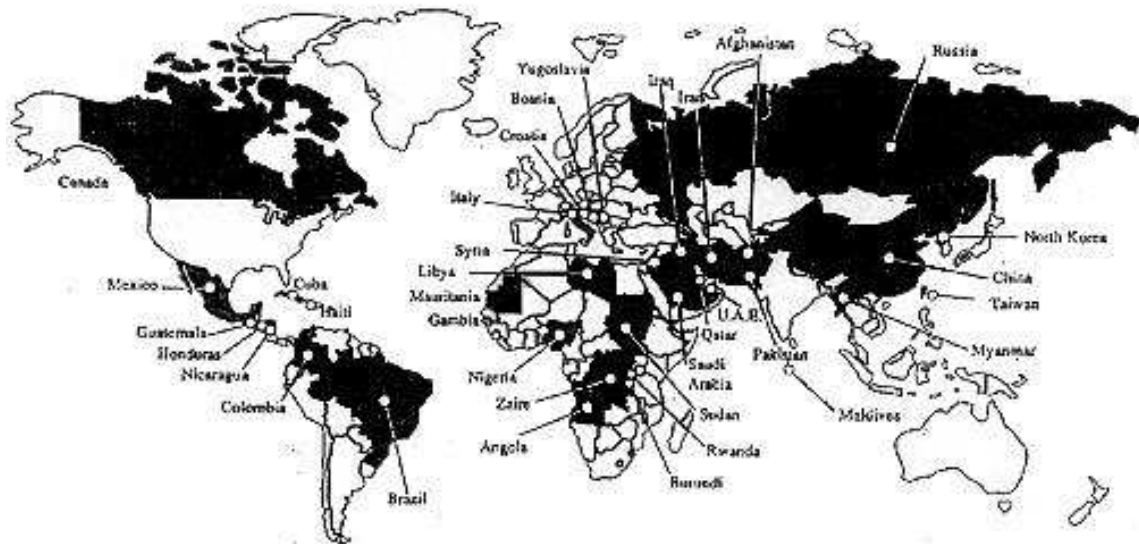 Afghanistan
Russia
Yugoslavia
Iraq
Iran
Bosnia
Croatia
Canada
Italy
North Korea
Syria
Libya
China
Mexico
Cuba
Mauritania
Taiwan
Haiti
Gambia
U.A.E.
Guatemala
Qatar
Honduras
Pakistan
Myanmar
Nicaragua
Nigeria
Saudi
Arabia
Colombia
Zaire
Sudan
Maldives
Angola
Rwanda
Burundi
Brazil